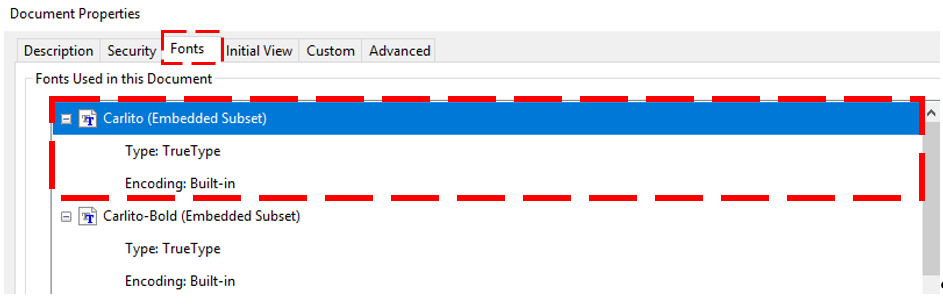 Document Properties
Description Security Fonts Initial View Custom Advanced
Fonts Used in this Document
Carlito (Embedded Subset)
Type: TrueType
Encoding: Built-in
Carlito-Bold (Embedded Subset)
Type: TrueType
Encoding: Built-in